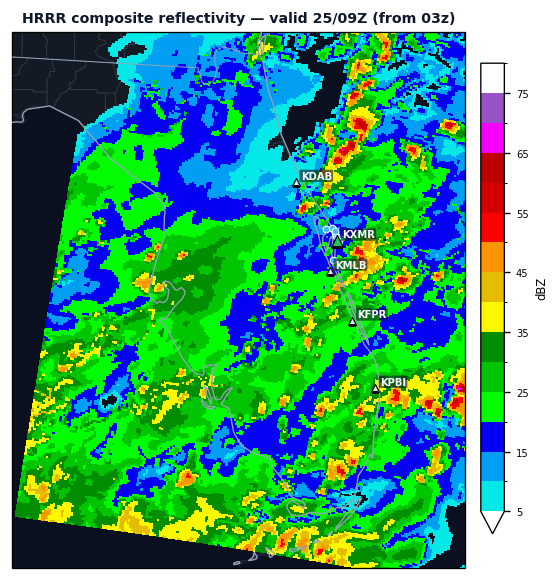 HRRR composite reflectivity — valid 25/09Z (from 03z)
KDAB
KXMR
KMLB
KFPR
KPBI
75
65
55
45
35
25
15
5
dBZ